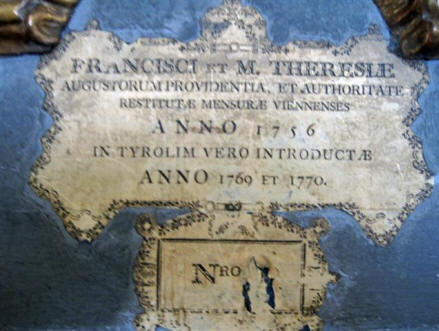 FRANCISCI ET M. THERESIÆ
AUGUSTORUM PROVIDENTIA, ET AUTHORITATE
RESTITUTÆ MENSURÆ VIENNENSES
ANNO 1756
IN TYROLIM VERO INTRODUCTÆ
ANNO 1769 ET 1770.
NRO